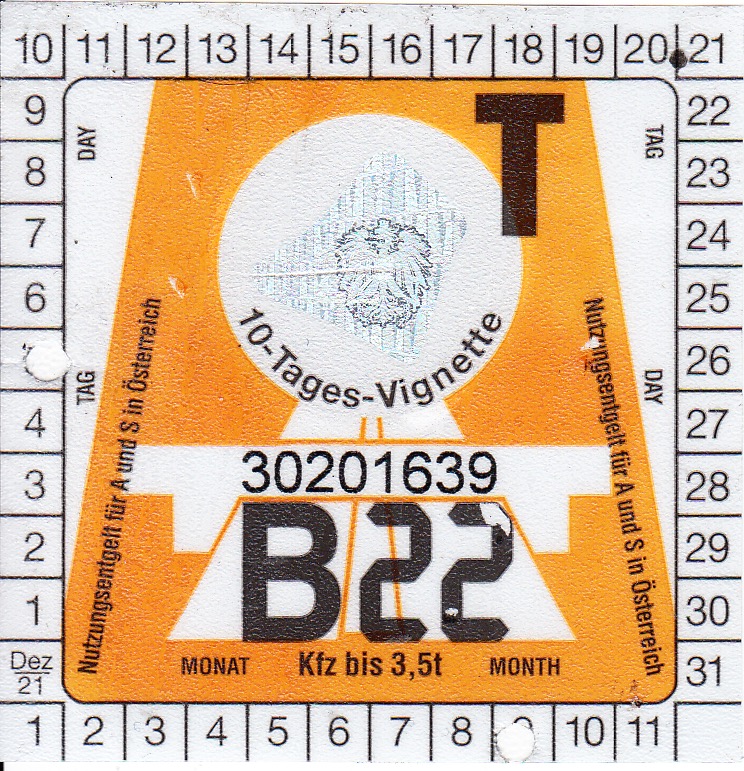 10 11 12 13 14 15 16 17 18 19 20 21
9 DAY T TAG 22
8 23
7 24
6 25
26
TAG DAY
4 27
10-Tages-Vignette
Nutzungsentgelt für A und S in Österreich
Nutzungsentgelt für A und S in Österreich
30201639
3 28
B22
2 29
1 30
Dez
21
MONAT Kfz bis 3,5t MONTH
31
1 2 3 4 5 6 7 8 10 11